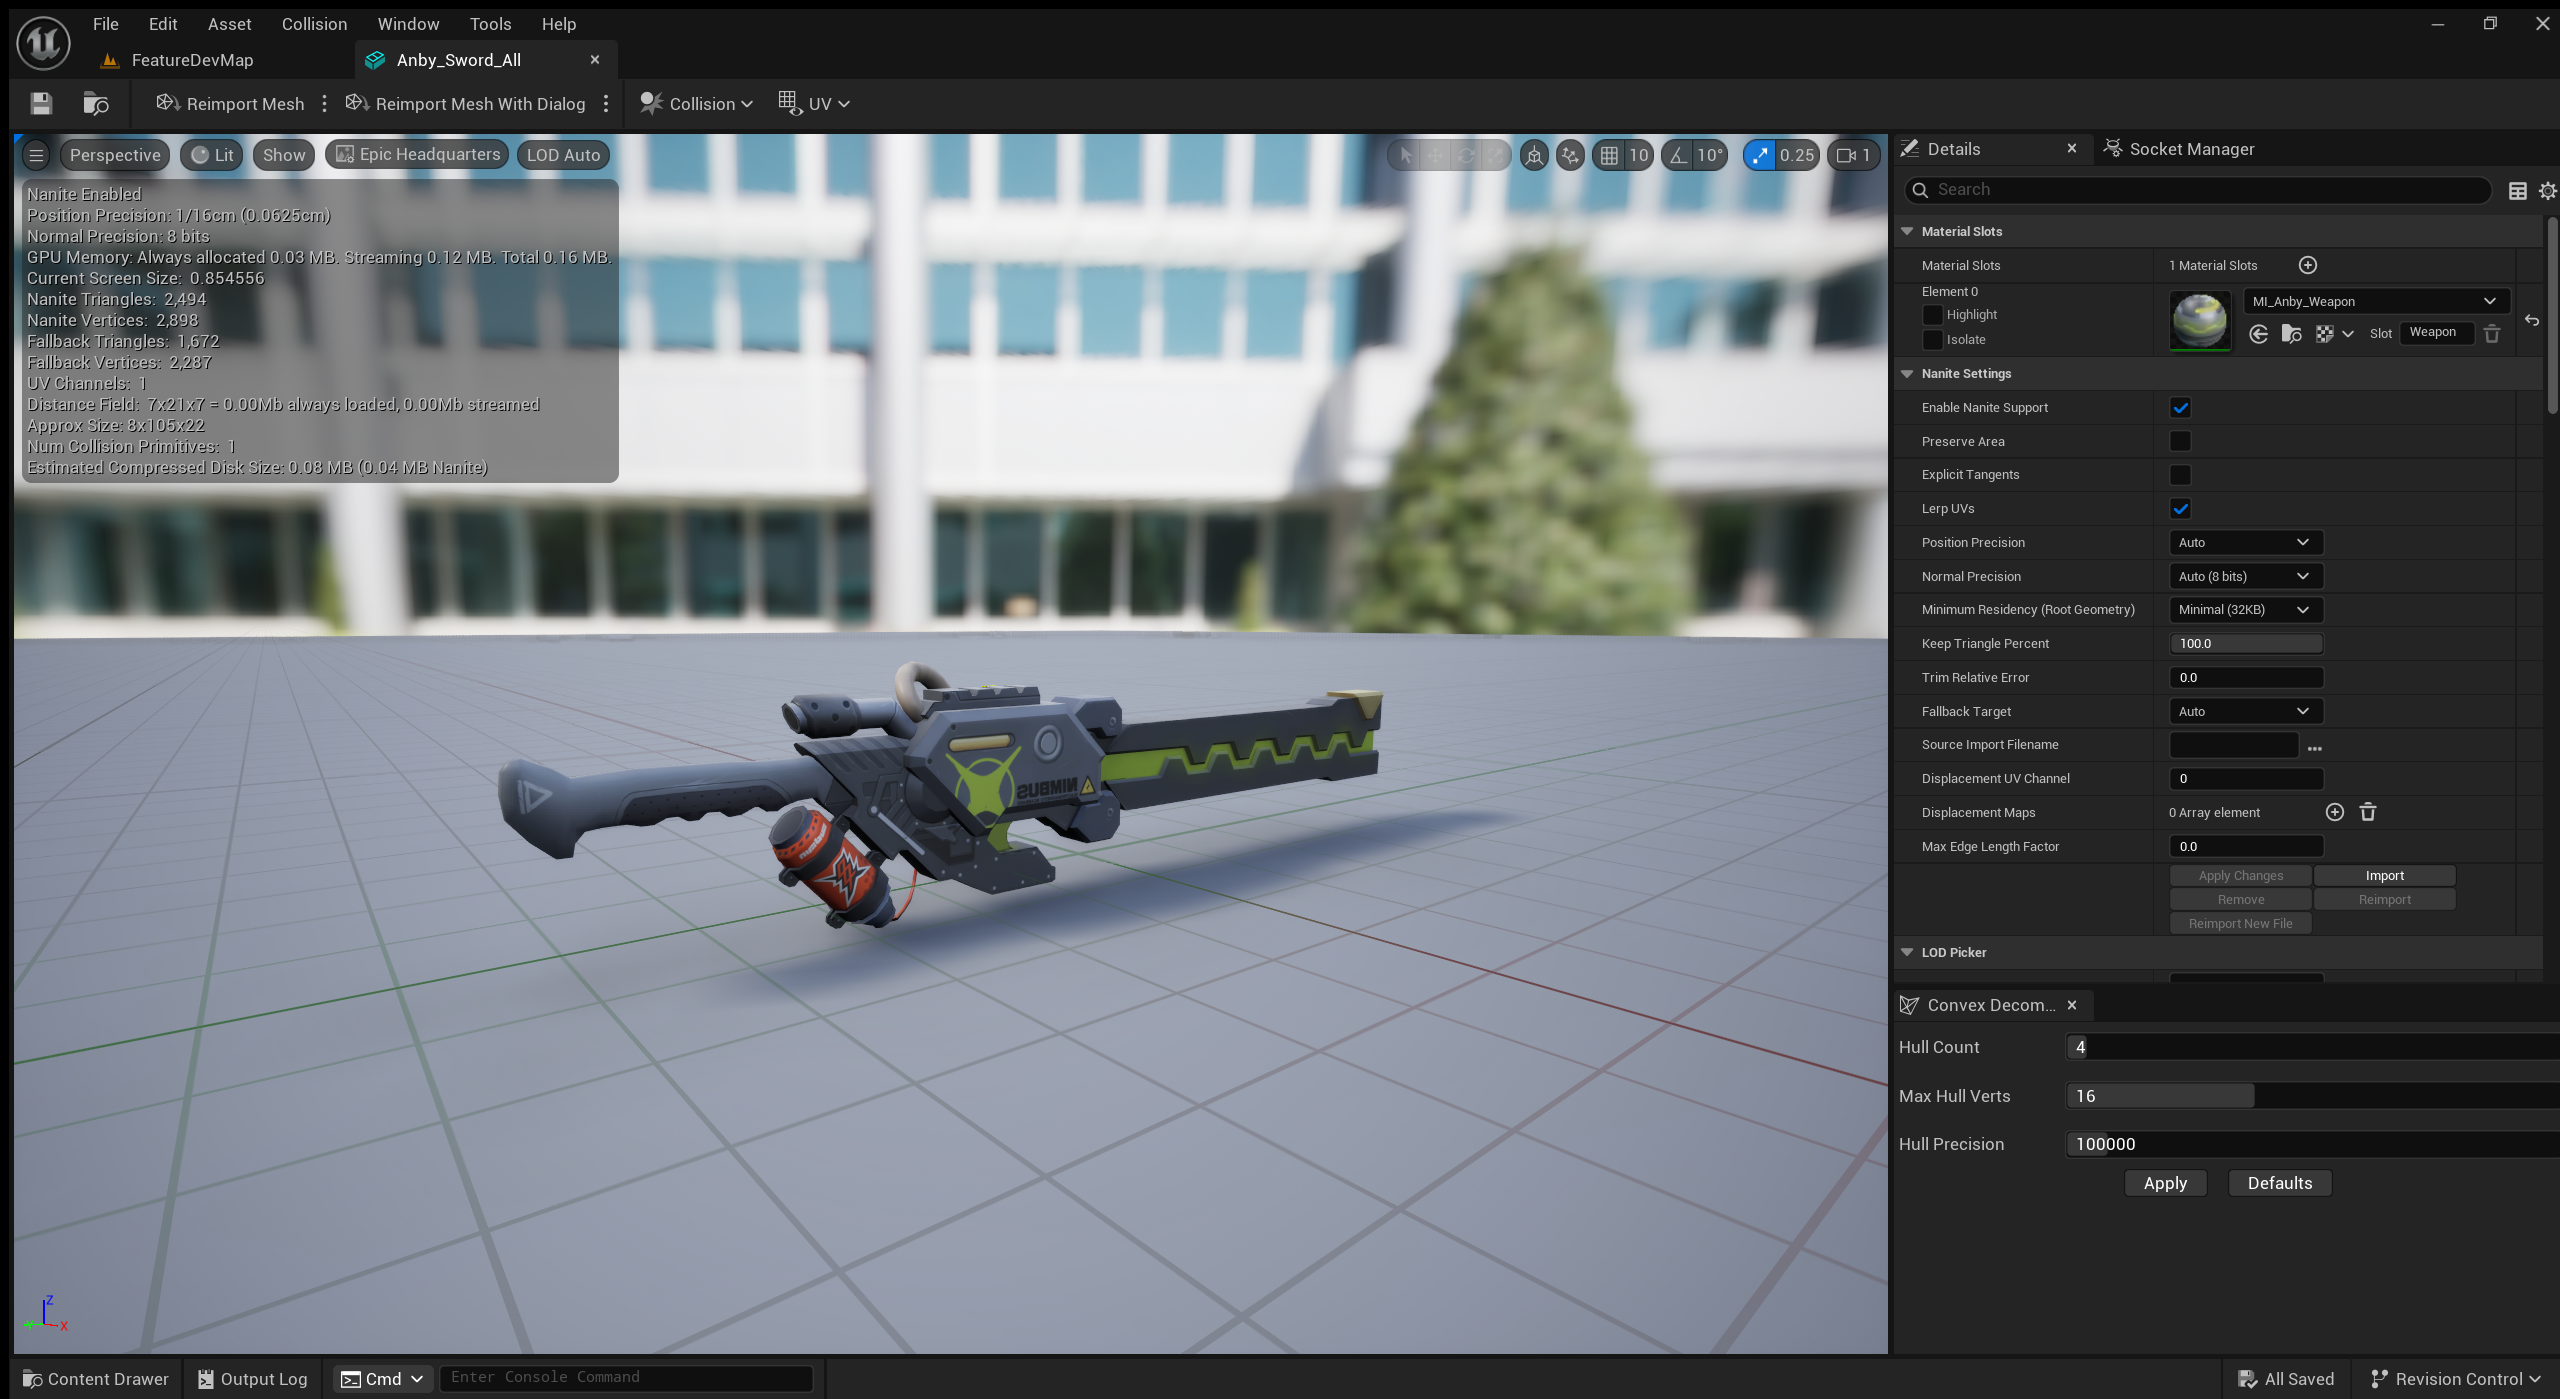 File Edit Asset Collision Window Tools Help
FeatureDevMap
Anby_Sword_All
Reimport Mesh
Reimport Mesh With Dialog
Collision
UV
Perspective
Lit
Show
Epic Headquarters
LOD Auto
10
10°
0.25
1
Nanite Enabled
Position Precision: 1/16cm (0.0625cm)
Normal Precision: 8 bits
GPU Memory: Always allocated 0.03 MB. Streaming 0.12 MB. Total 0.16 MB.
Current Screen Size: 0.854556
Nanite Triangles: 2,494
Nanite Vertices: 2,898
Fallback Triangles: 1,672
Fallback Vertices: 2,287
UV Channels: 1
Distance Field: 7x21x7 = 0.00Mb always loaded, 0.00Mb streamed
Approx Size: 8x105x22
Num Collision Primitives: 1
Estimated Compressed Disk Size: 0.08 MB (0.04 MB Nanite)
NIMBUS
Z
Y
X
Details
Socket Manager
Search
Material Slots
Material Slots
1 Material Slots
Element 0
Highlight
Isolate
MI_Anby_Weapon
Slot
Weapon
Nanite Settings
Enable Nanite Support
Preserve Area
Explicit Tangents
Lerp UVs
Position Precision
Auto
Normal Precision
Auto (8 bits)
Minimum Residency (Root Geometry)
Minimal (32KB)
Keep Triangle Percent
100.0
Trim Relative Error
0.0
Fallback Target
Auto
Source Import Filename
...
Displacement UV Channel
0
Displacement Maps
0 Array element
Max Edge Length Factor
0.0
Apply Changes
Import
Remove
Reimport
Reimport New File
LOD Picker
Convex Decom...
Hull Count
4
Max Hull Verts
16
Hull Precision
100000
Apply
Defaults
Content Drawer
Output Log
Cmd
Enter Console Command
All Saved
Revision Control